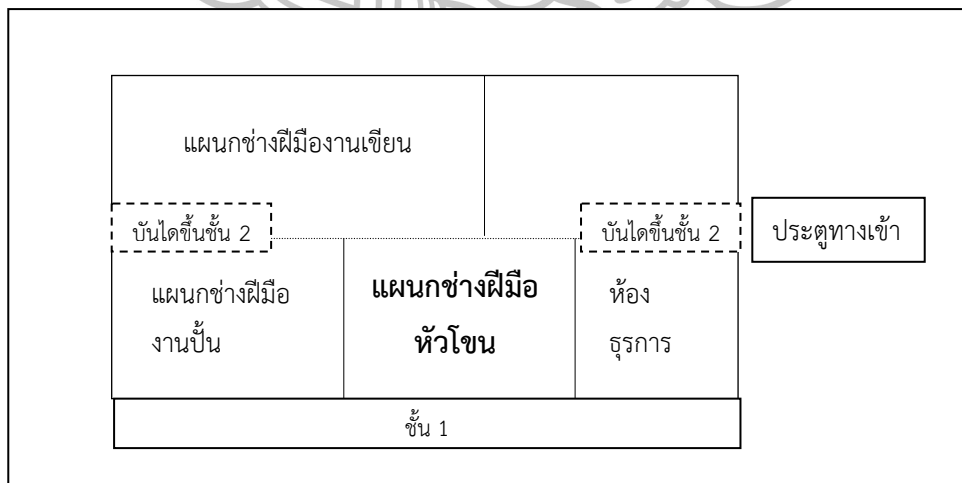 แผนกช่างฝีมืองานเขียน
บันไดขึ้นชั้น 2
บันไดขึ้นชั้น 2
ประตูทางเข้า
แผนกช่างฝีมือ
งานปั้น
แผนกช่างฝีมือ
หัวโขน
ห้อง
ธุรการ
ชั้น 1